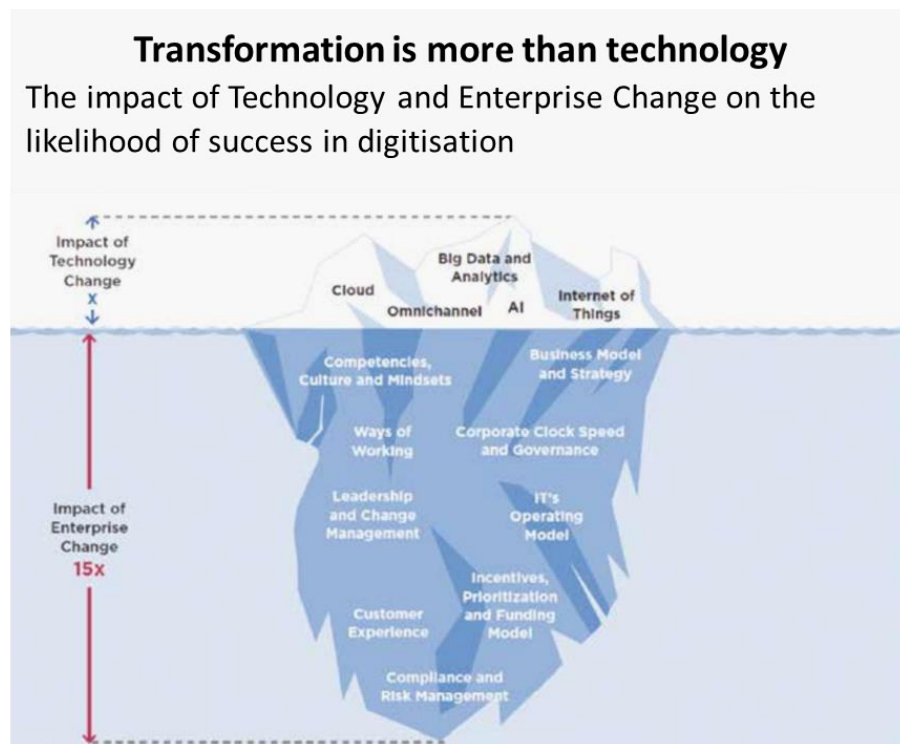 Transformation is more than technology
The impact of Technology and Enterprise Change on the
likelihood of success in digitisation
Impact of
Technology
Change
x
Cloud
Big Data and
Analytics
Omnichannel
AI
Internet of
Things
Competencies,
Culture and Mindsets
Business Model
and Strategy
Ways of
Working
Corporate Clock Speed
and Governance
Leadership
and Change
Management
IT's
Operating
Model
Impact of
Enterprise
Change
15x
Incentives,
Prioritization
and Funding
Model
Customer
Experience
Compliance and
Risk Management